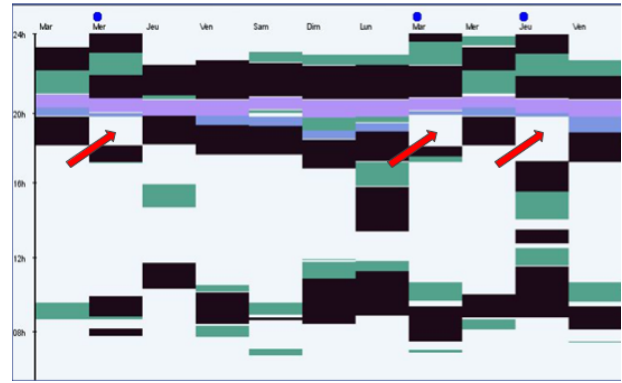 24h
Mar Mer Jeu Ven Sam Dim Lun Mar Mer Jeu Ven
20h
16h
12h
08h